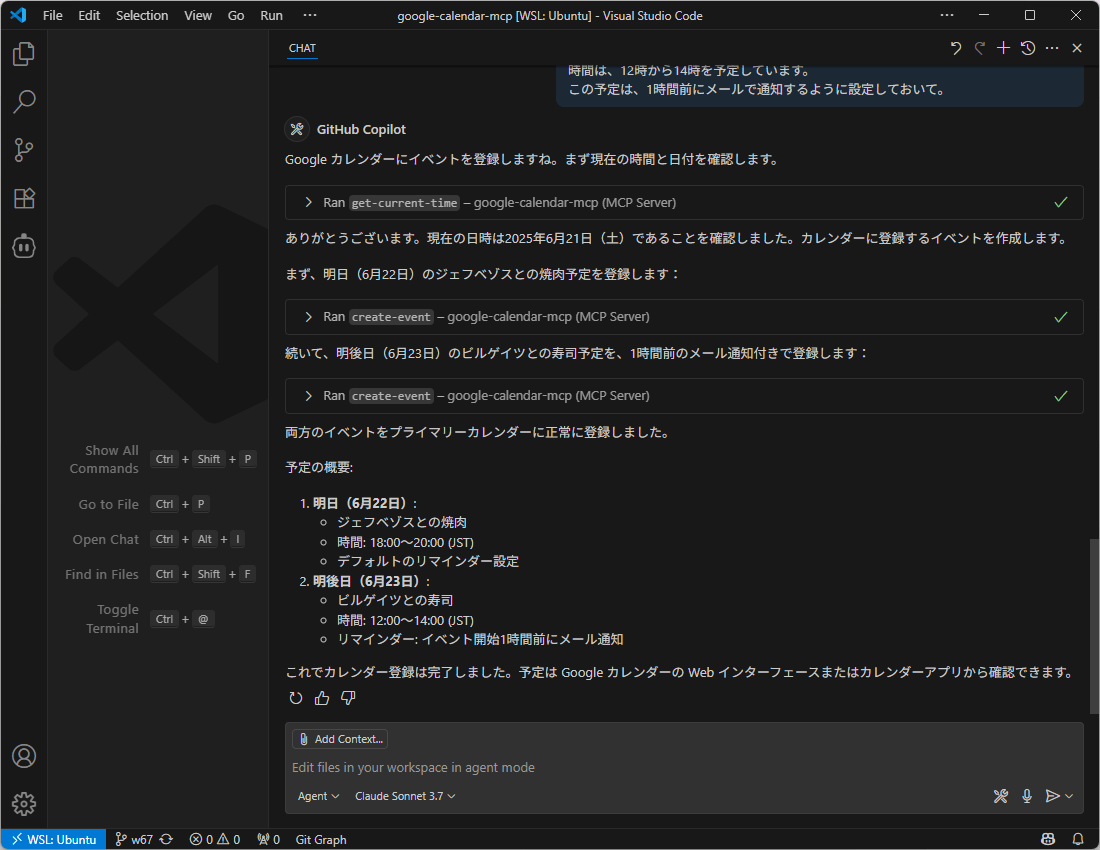 File Edit Selection View Go Run ··· google-calendar-mcp [WSL: Ubuntu] - Visual Studio Code
CHAT
時間は、12時から14時を予定しています。
この予定は、1時間前にメールで通知するように設定しておいて。
GitHub Copilot
Google カレンダーにイベントを登録しますね。まず現在の時間と日付を確認します。
Ran get-current-time – google-calendar-mcp (MCP Server)
ありがとうございます。現在の日時は2025年6月21日（土）であることを確認しました。カレンダーに登録するイベントを作成します。
まず、明日（6月22日）のジェフベゾスとの焼肉予定を登録します：
Ran create-event – google-calendar-mcp (MCP Server)
続いて、明後日（6月23日）のビルゲイツとの寿司予定を、1時間前のメール通知付きで登録します：
Ran create-event – google-calendar-mcp (MCP Server)
両方のイベントをプライマリーカレンダーに正常に登録しました。
予定の概要:
1. 明日（6月22日）:
ジェフベゾスとの焼肉
時間: 18:00～20:00 (JST)
デフォルトのリマインダー設定
2. 明後日（6月23日）:
ビルゲイツとの寿司
時間: 12:00～14:00 (JST)
リマインダー: イベント開始1時間前にメール通知
これでカレンダー登録は完了しました。予定は Google カレンダーの Web インターフェースまたはカレンダーアプリから確認できます。
Show All
Commands Ctrl + Shift + P
Go to File Ctrl + P
Open Chat Ctrl + Alt + I
Find in Files Ctrl + Shift + F
Toggle
Terminal Ctrl + @
Add Context...
Edit files in your workspace in agent mode
Agent Claude Sonnet 3.7
WSL: Ubuntu w67 0 0 0 Git Graph